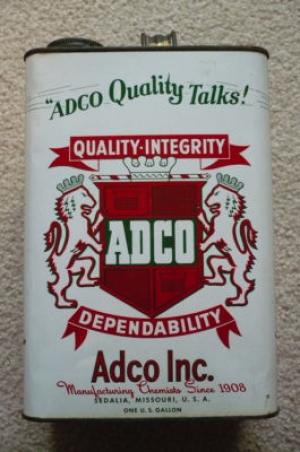 "ADCO Quality Talks!
QUALITY-INTEGRITY
ADCO
DEPENDABILITY
Adco Inc.
Manufacturing Chemists Since 1908
SEDALIA, MISSOURI, U. S. A.
ONE U. S. GALLON